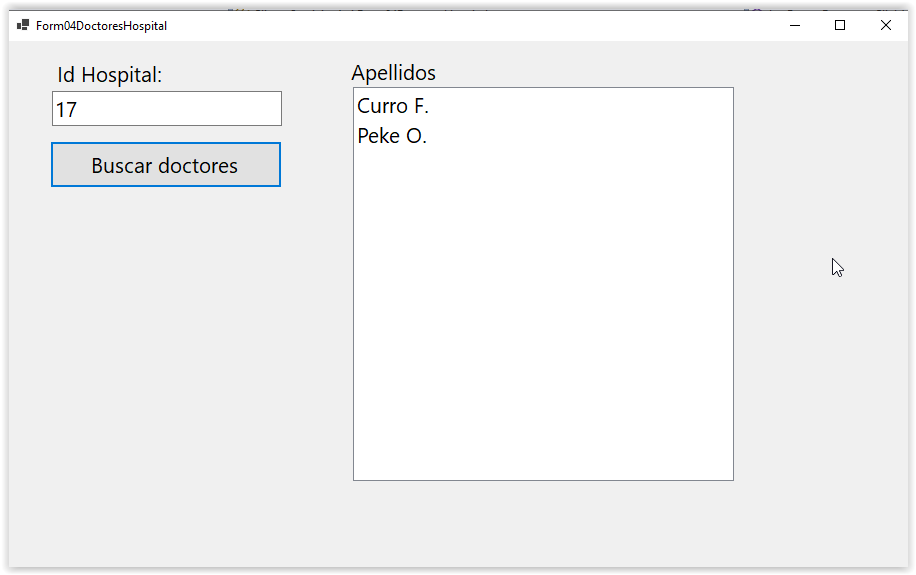 Form04DoctoresHospital
Id Hospital:
17
Buscar doctores
Apellidos
Curro F.
Peke O.